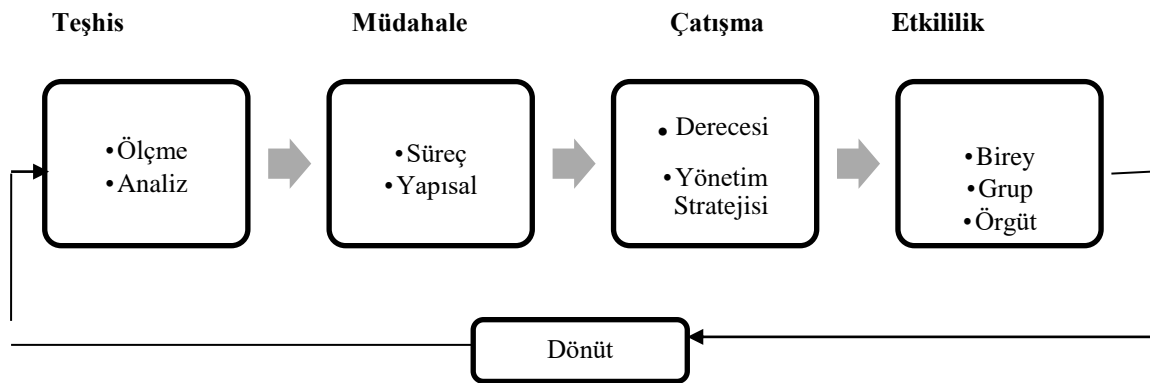 Teşhis Müdahale Çatışma Etkililik
• Ölçme
• Analiz
• Süreç
• Yapısal
• Derecesi
• Yönetim
Stratejisi
• Birey
• Grup
• Örgüt
Dönüt